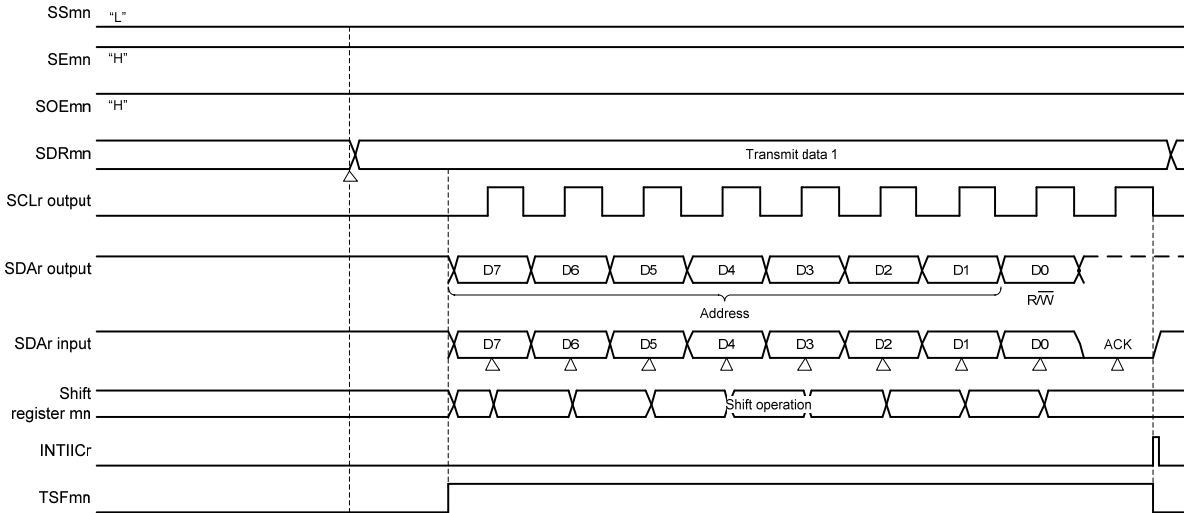 SSmn "L"
SEmn "H"
SOEmn "H"
SDRmn Transmit data 1
SCLr output
SDAr output D7 D6 D5 D4 D3 D2 D1 D0
Address R/W̅
SDAr input D7 D6 D5 D4 D3 D2 D1 D0 ACK
Shift
register mn Shift operation
INTIICr
TSFmn